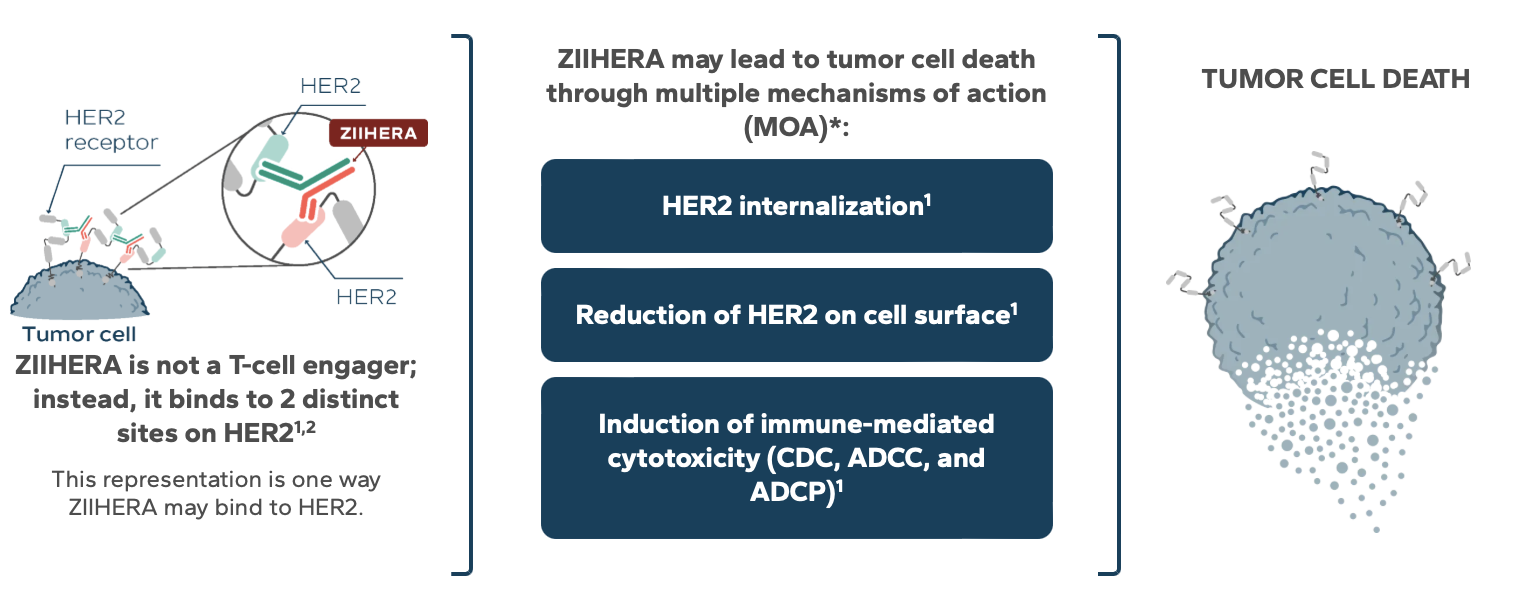 HER2
HER2
receptor
ZIIHERA
HER2
Tumor cell
ZIIHERA is not a T-cell engager;
instead, it binds to 2 distinct
sites on HER2¹,²
This representation is one way
ZIIHERA may bind to HER2.
ZIIHERA may lead to tumor cell death
through multiple mechanisms of action
(MOA)*:
HER2 internalization¹
Reduction of HER2 on cell surface¹
Induction of immune-mediated
cytotoxicity (CDC, ADCC, and
ADCP)¹
TUMOR CELL DEATH